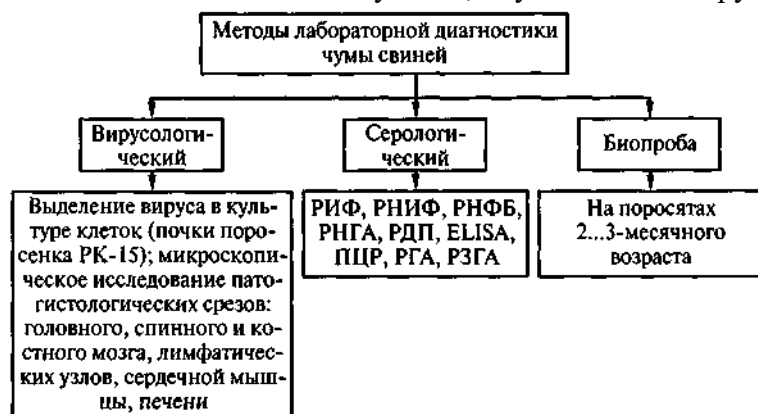 Методы лабораторной диагностики
чумы свиней
Вирусологи-
ческий
Серологи-
ческий
Биопроба
Выделение вируса в куль-
туре клеток (почки поро-
сенка РК-15); микроскопи-
ческое исследование пато-
гистологических срезов:
головного, спинного и ко-
стного мозга, лимфатичес-
ких узлов, сердечной мыш-
цы, печени
РИФ, РНИФ, РНФБ,
РНГА, РДП, ELISA,
ПЦР, РГА, РЗГА
На поросятах
2...3-месячного
возраста